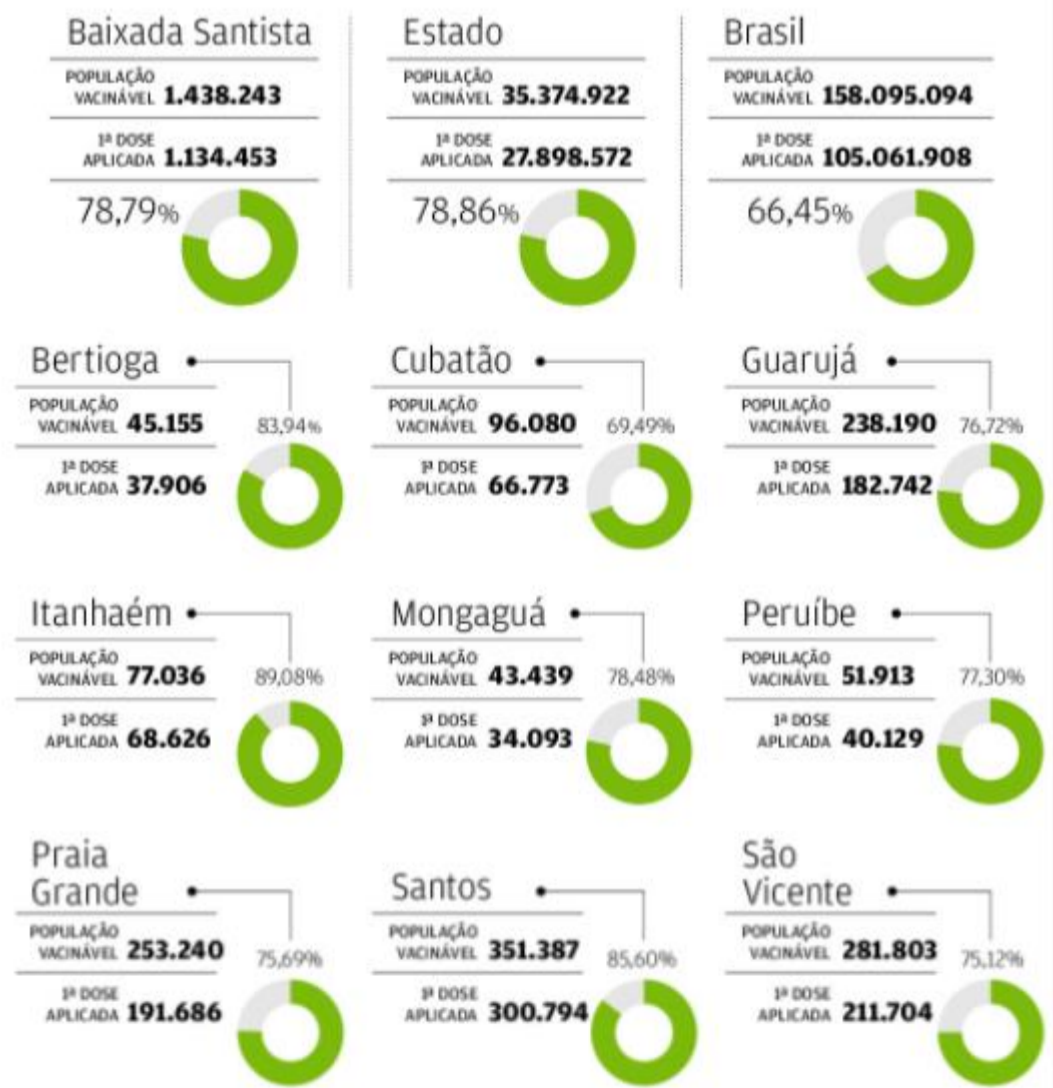 Baixada Santista
POPULAÇÃO
VACINÁVEL 1.438.243
1ª DOSE
APLICADA 1.134.453
78,79%
Estado
POPULAÇÃO
VACINÁVEL 35.374.922
1ª DOSE
APLICADA 27.898.572
78,86%
Brasil
POPULAÇÃO
VACINÁVEL 158.095.094
1ª DOSE
APLICADA 105.061.908
66,45%
Bertioga
POPULAÇÃO
VACINÁVEL 45.155
83,94%
1ª DOSE
APLICADA 37.906
Cubatão
POPULAÇÃO
VACINÁVEL 96.080
69,49%
1ª DOSE
APLICADA 66.773
Guarujá
POPULAÇÃO
VACINÁVEL 238.190
76,72%
1ª DOSE
APLICADA 182.742
Itanhaém
POPULAÇÃO
VACINÁVEL 77.036
89,08%
1ª DOSE
APLICADA 68.626
Mongaguá
POPULAÇÃO
VACINÁVEL 43.439
78,48%
1ª DOSE
APLICADA 34.093
Peruíbe
POPULAÇÃO
VACINÁVEL 51.913
77,30%
1ª DOSE
APLICADA 40.129
Praia
Grande
POPULAÇÃO
VACINÁVEL 253.240
75,69%
1ª DOSE
APLICADA 191.686
Santos
POPULAÇÃO
VACINÁVEL 351.387
85,60%
1ª DOSE
APLICADA 300.794
São
Vicente
POPULAÇÃO
VACINÁVEL 281.803
75,12%
1ª DOSE
APLICADA 211.704